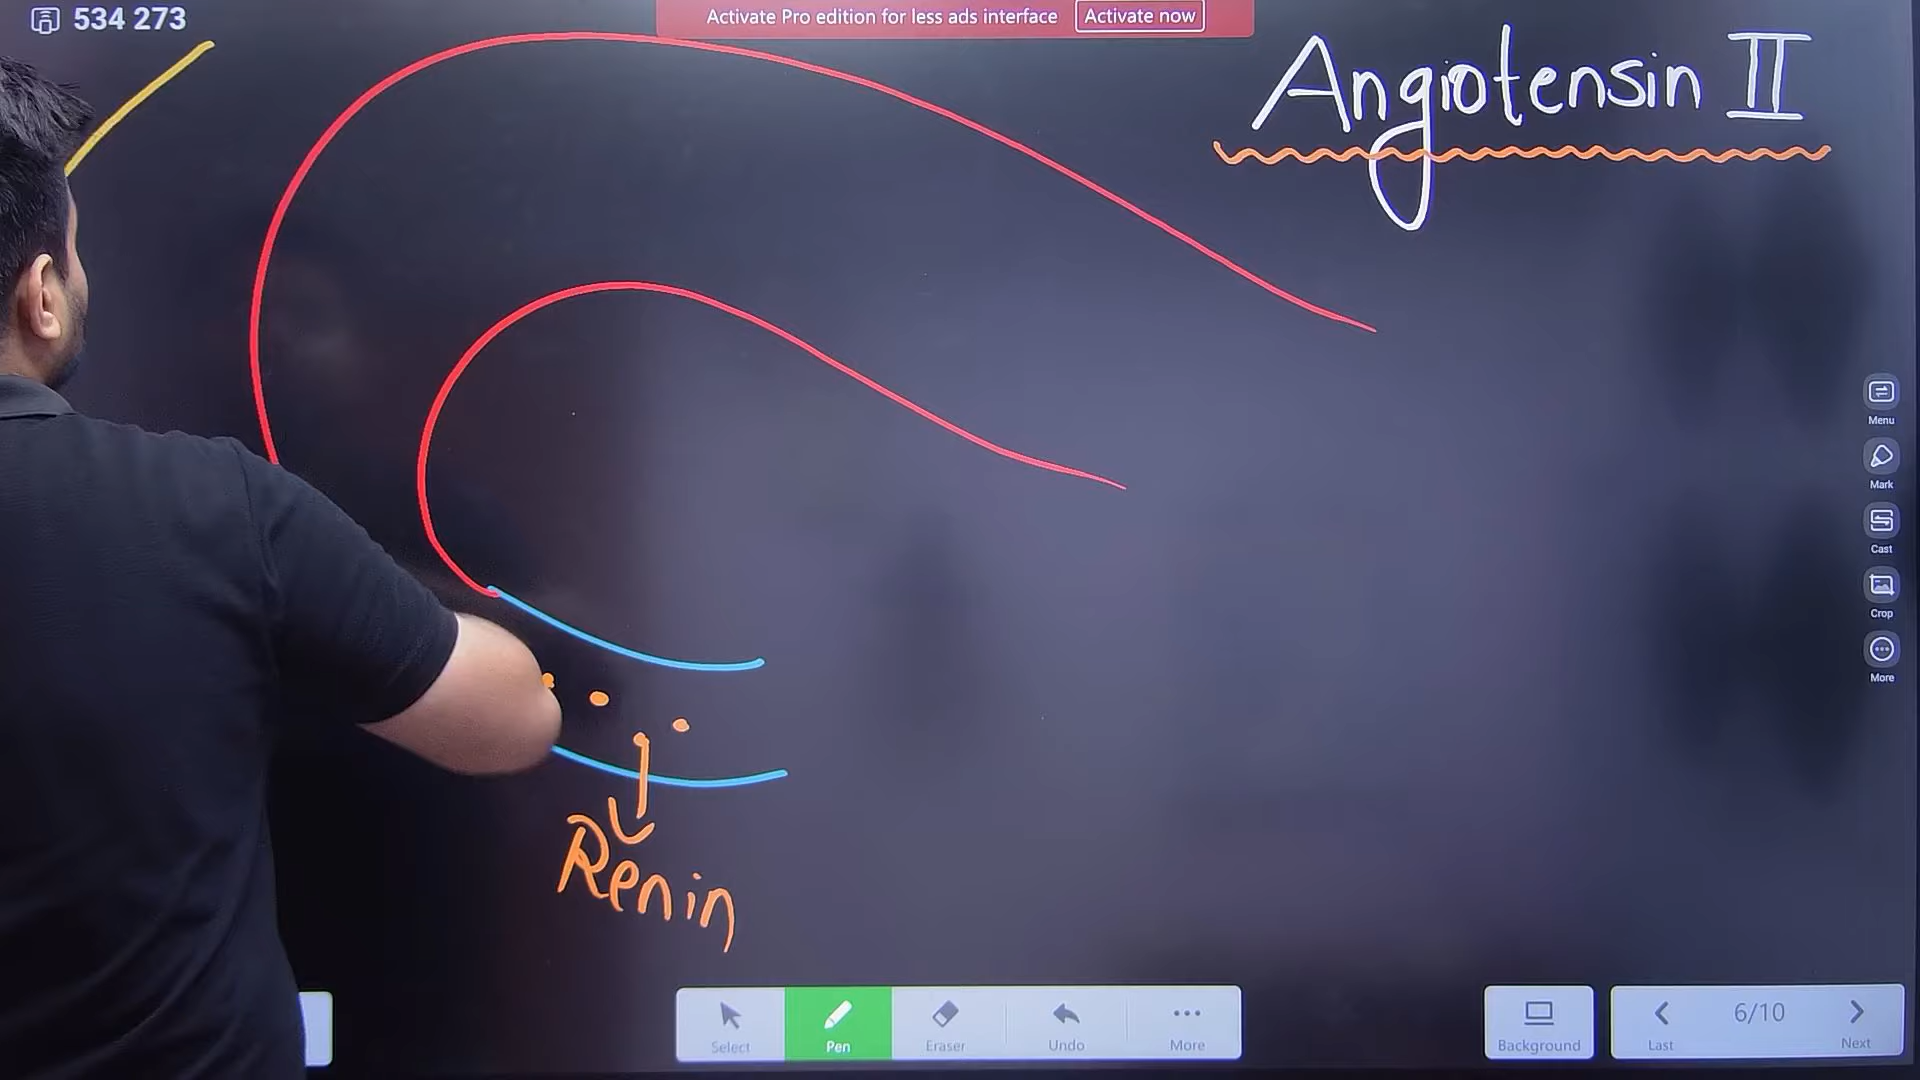 534 273
Activate Pro edition for less ads interface
Activate now
Angiotensin II
Menu
Mark
Cast
Crop
More
Renin
Select
Pen
Eraser
Undo
More
Background
Last
6/10
Next